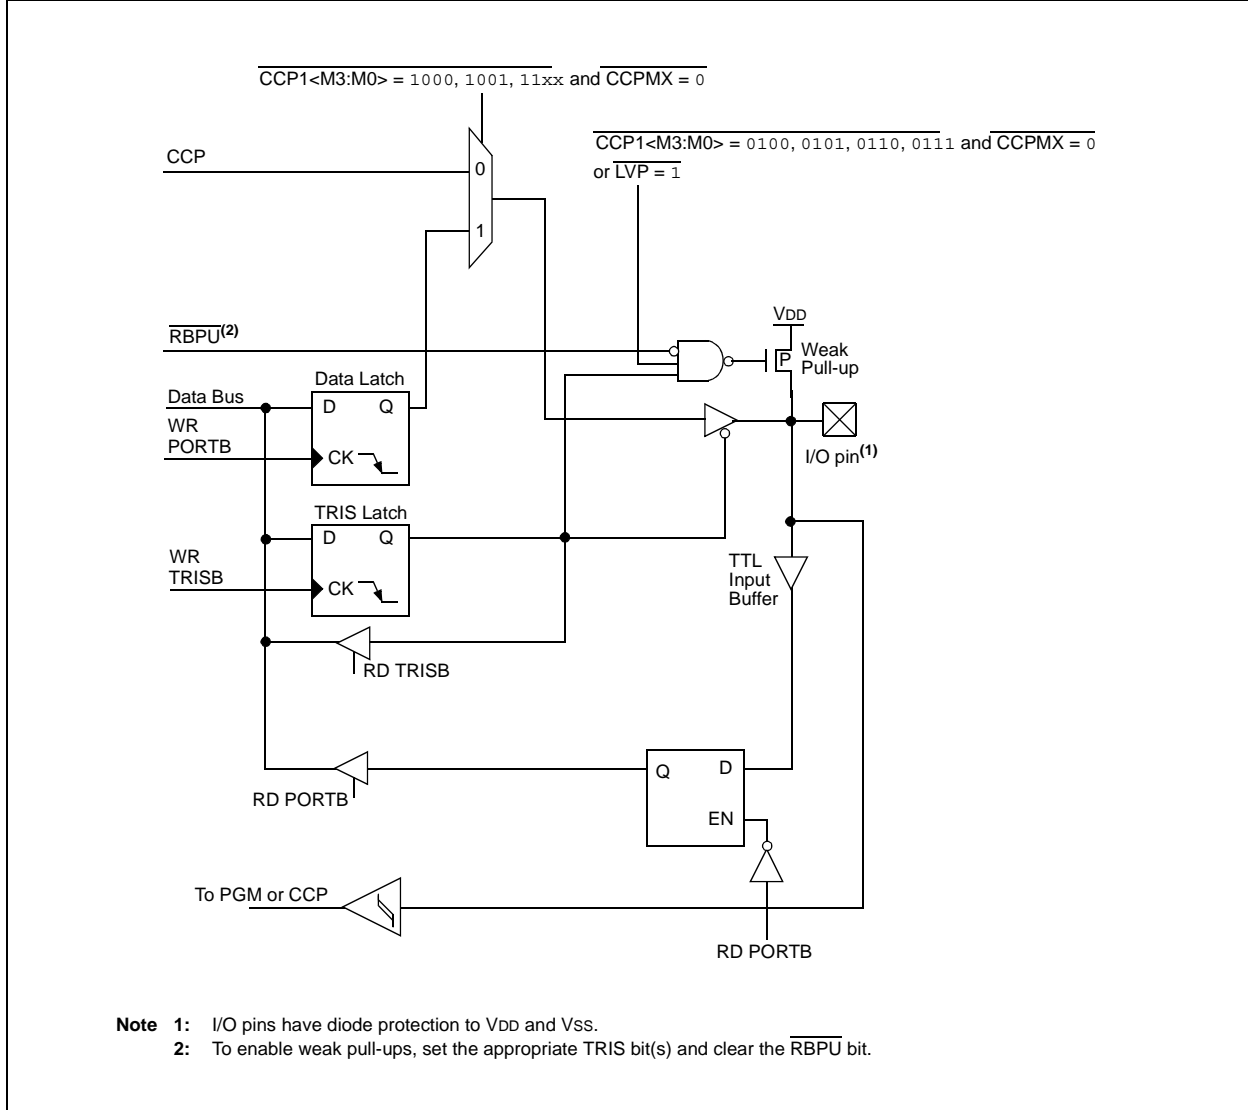 CCP1<M3:M0> = 1000, 1001, 11xx and CCPMX = 0
CCP1<M3:M0> = 0100, 0101, 0110, 0111 and CCPMX = 0
or LVP = 1
CCP
0
1
RBPU(2)
VDD
P
Weak
Pull-up
Data Latch
Data Bus
D Q
WR
PORTB
CK
I/O pin(1)
TRIS Latch
D Q
WR
TRISB
CK
TTL
Input
Buffer
RD TRISB
Q D
RD PORTB
EN
To PGM or CCP
RD PORTB
Note 1: I/O pins have diode protection to VDD and VSS.
2: To enable weak pull-ups, set the appropriate TRIS bit(s) and clear the RBPU bit.